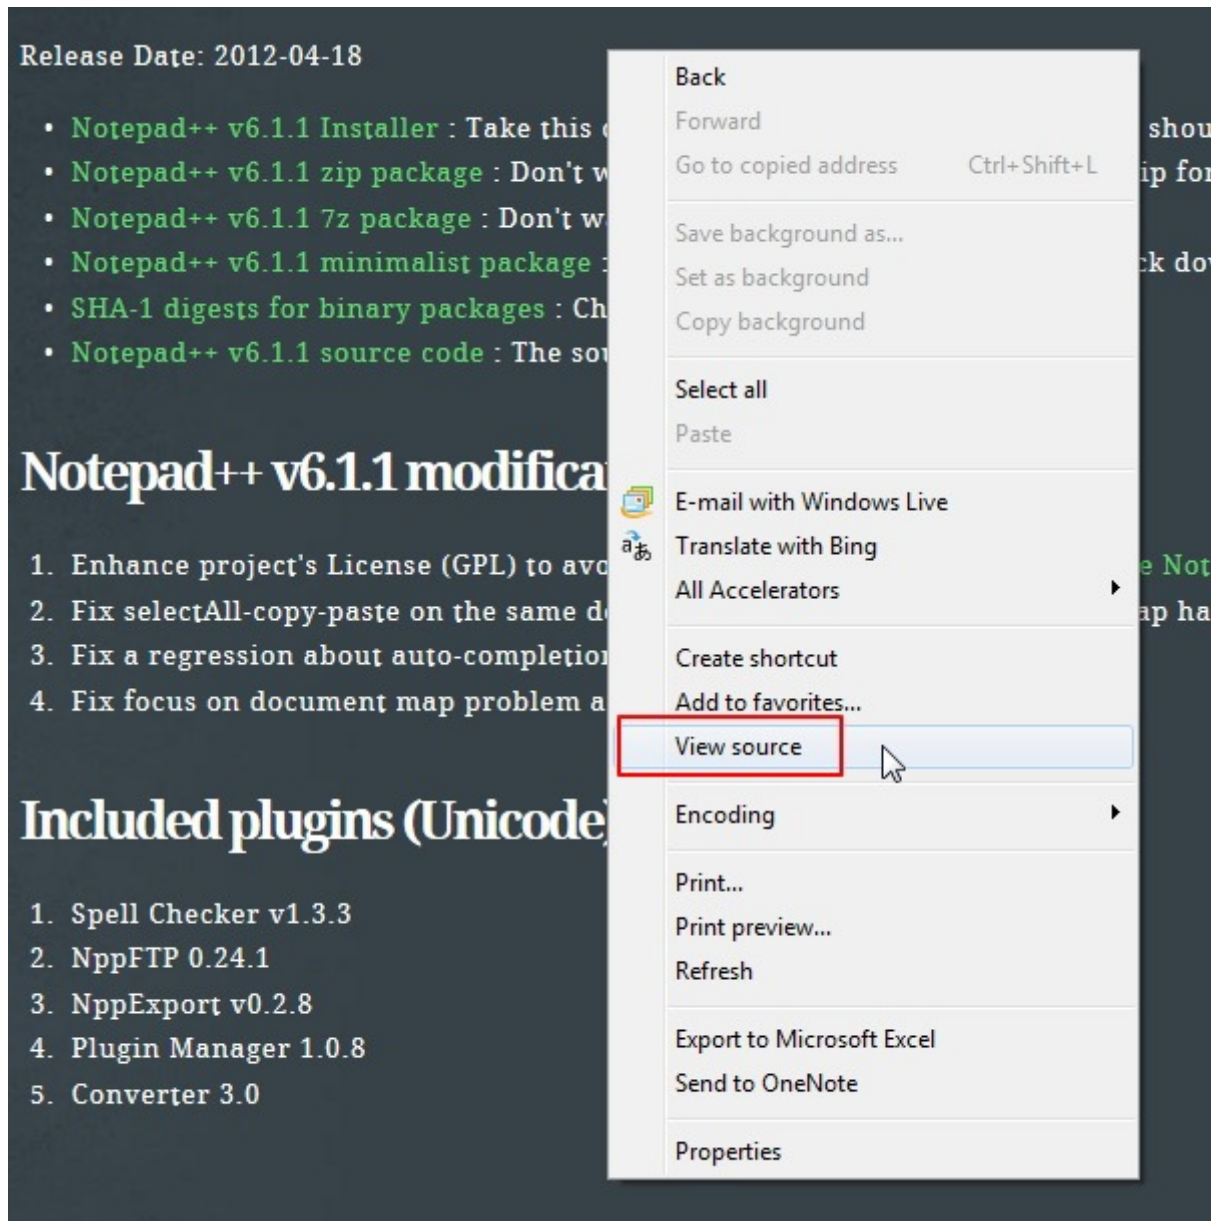 Release Date: 2012-04-18
• Notepad++ v6.1.1 Installer : Take this
• Notepad++ v6.1.1 zip package : Don't
• Notepad++ v6.1.1 7z package : Don't
• Notepad++ v6.1.1 minimalist package :
• SHA-1 digests for binary packages :
• Notepad++ v6.1.1 source code : The
Notepad++ v6.1.1
1. Enhance project's License (GPL) to
2. Fix selectAll-copy-paste on the same
3. Fix a regression about
4. Fix focus on document map problem
Included plugins (Unicode)
1. Spell Checker v1.3.3
2. NppFTP 0.24.1
3. NppExport v0.2.8
4. Plugin Manager 1.0.8
5. Converter 3.0
Back
Forward
Go to copied address Ctrl+Shift+L
Save background as...
Set as background
Copy background
Select all
Paste
E-mail with Windows Live
Translate with Bing
All Accelerators
Create shortcut
Add to favorites...
View source
Encoding
Print...
Print preview...
Refresh
Export to Microsoft Excel
Send to OneNote
Properties